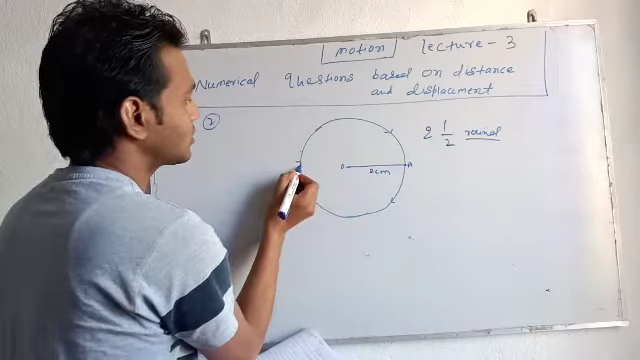 motion lecture - 3
Numerical Questions based on distance
and displacement
2
2 1/2 round
O A
2cm